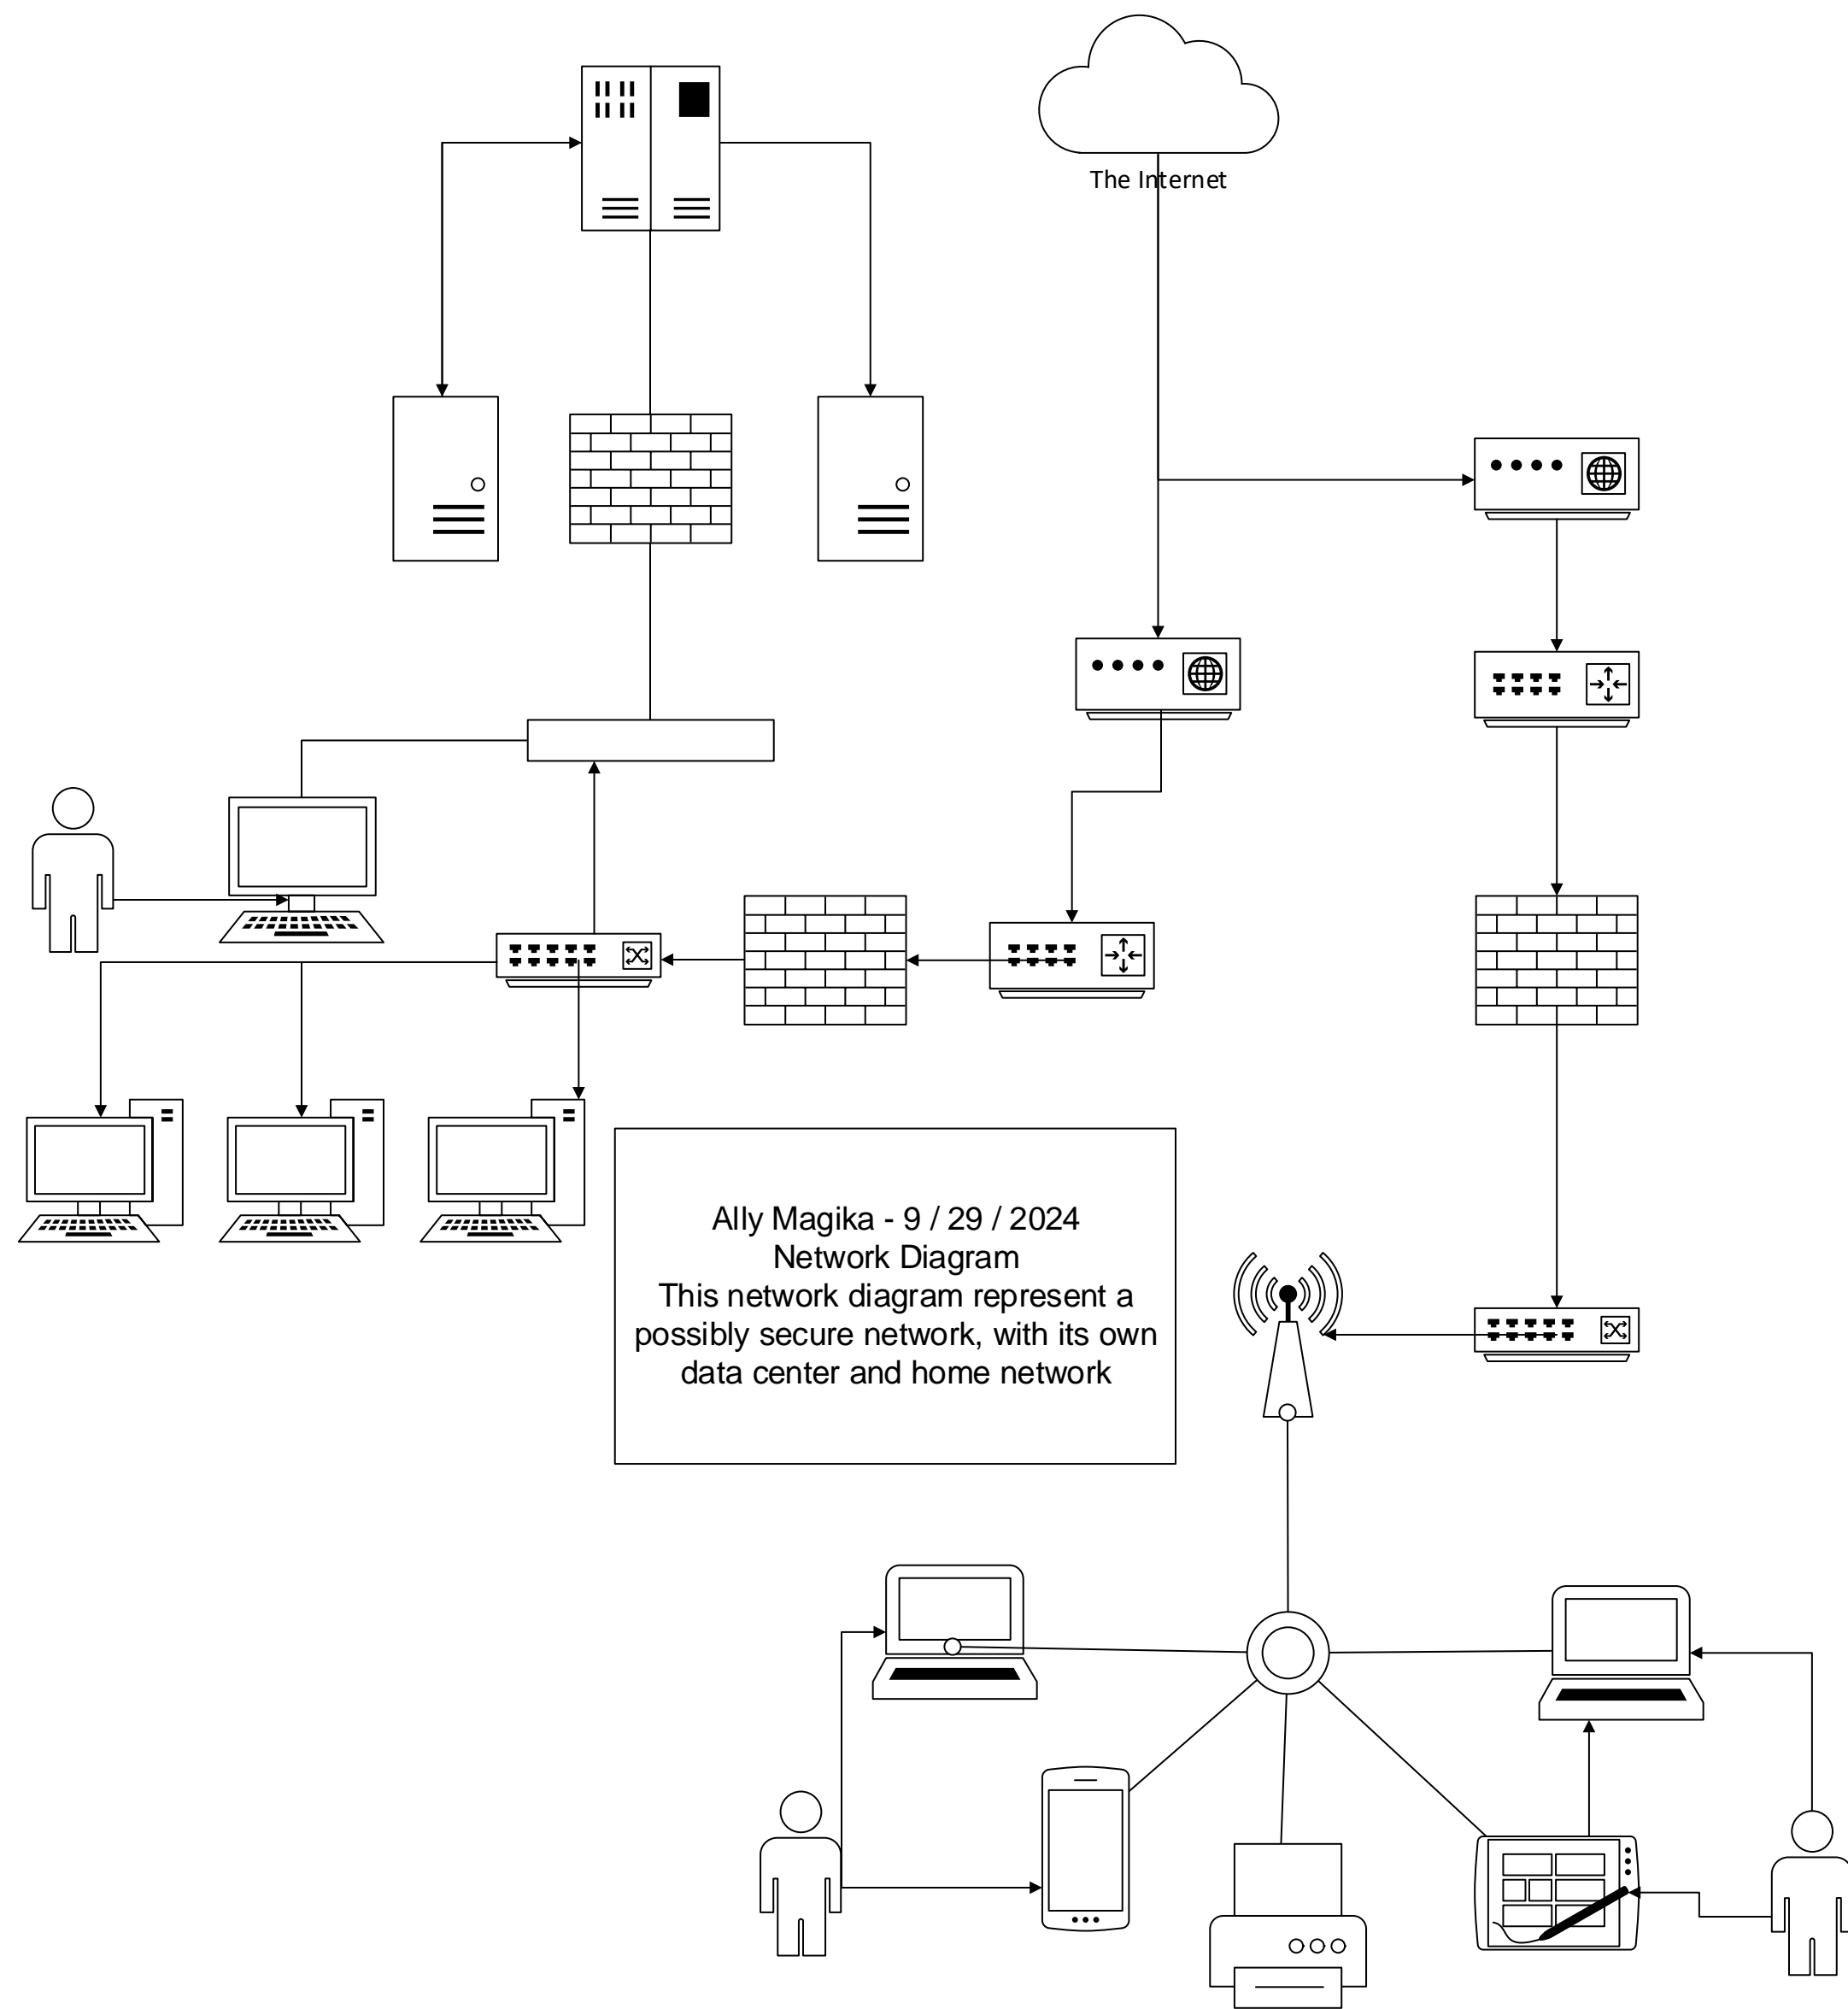 The Internet
Ally Magika - 9 / 29 / 2024
Network Diagram
This network diagram represent a
possibly secure network, with its own
data center and home network